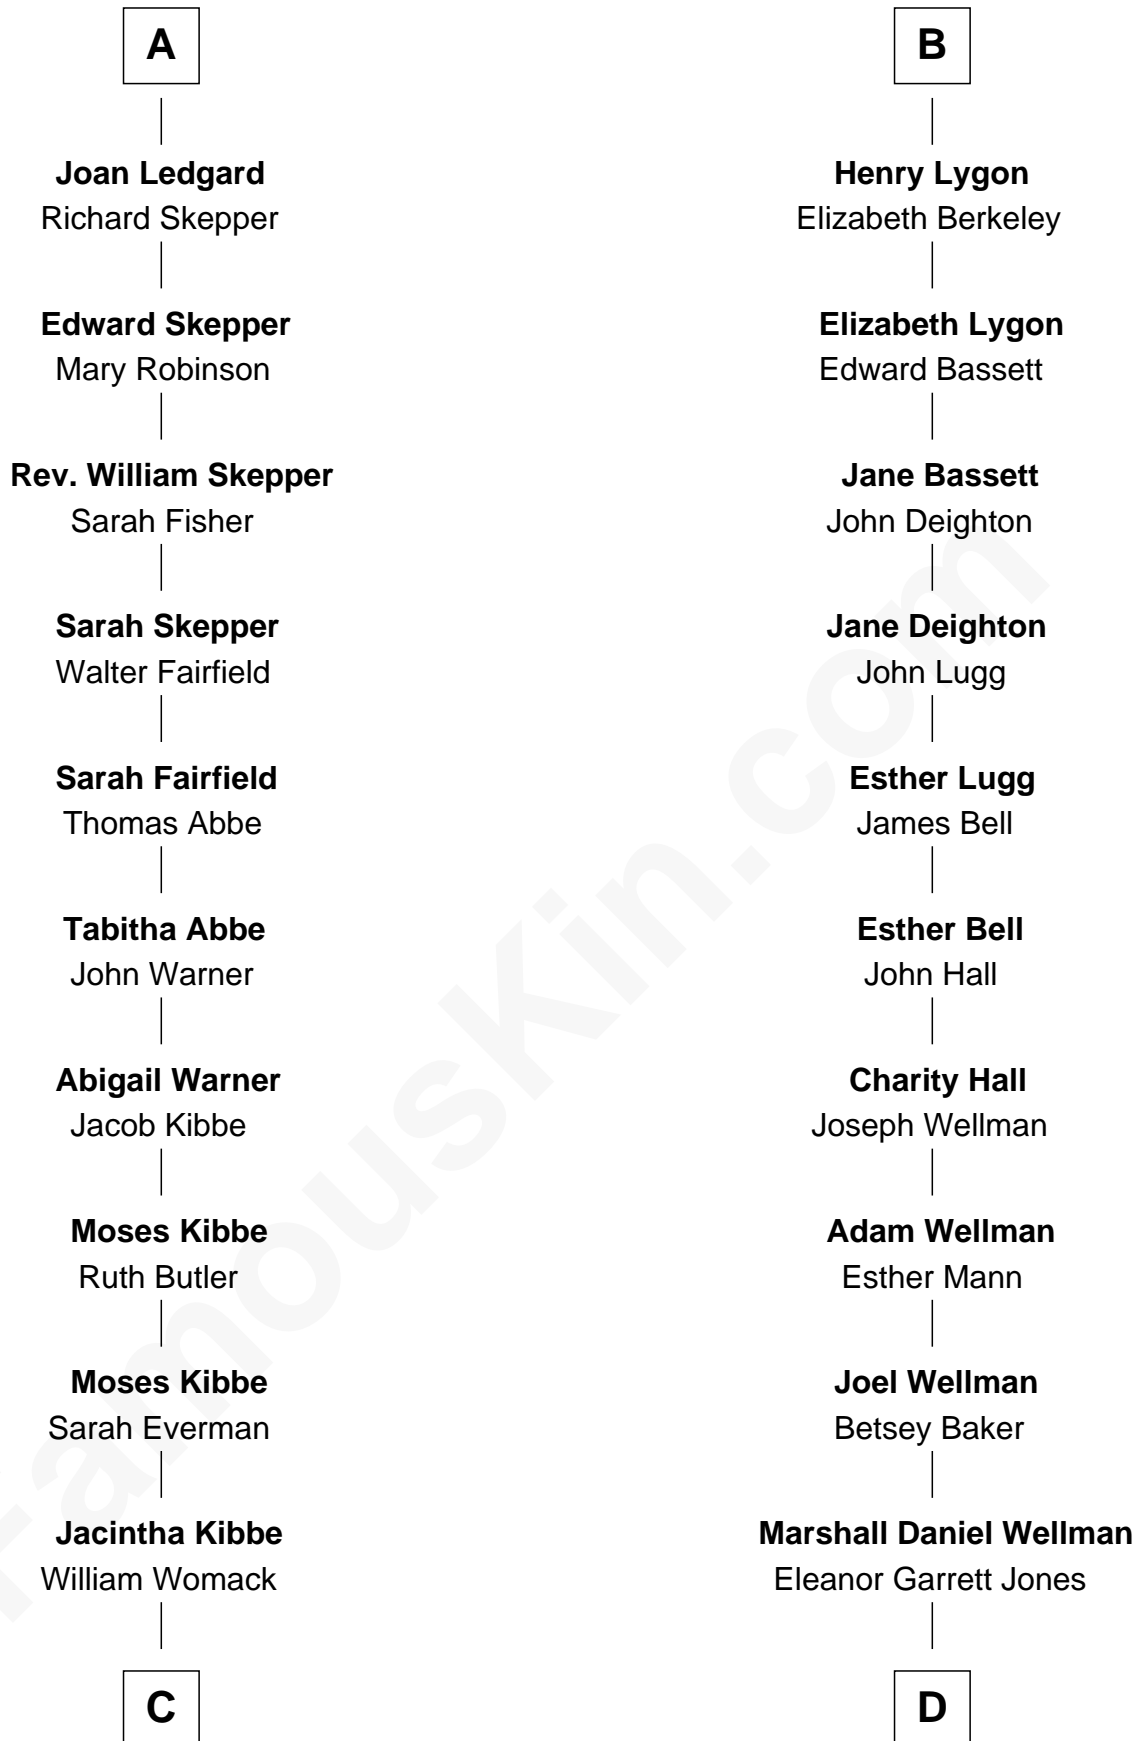 A
Joan Ledgard
Richard Skepper
Edward Skepper
Mary Robinson
Rev. William Skepper
Sarah Fisher
Sarah Skepper
Walter Fairfield
Sarah Fairfield
Thomas Abbe
Tabitha Abbe
John Warner
Abigail Warner
Jacob Kibbe
Moses Kibbe
Ruth Butler
Moses Kibbe
Sarah Everman
Jacintha Kibbe
William Womack
C
B
Henry Lygon
Elizabeth Berkeley
Elizabeth Lygon
Edward Bassett
Jane Bassett
John Deighton
Jane Deighton
John Lugg
Esther Lugg
James Bell
Esther Bell
John Hall
Charity Hall
Joseph Wellman
Adam Wellman
Esther Mann
Joel Wellman
Betsey Baker
Marshall Daniel Wellman
Eleanor Garrett Jones
D
FamousKin.com